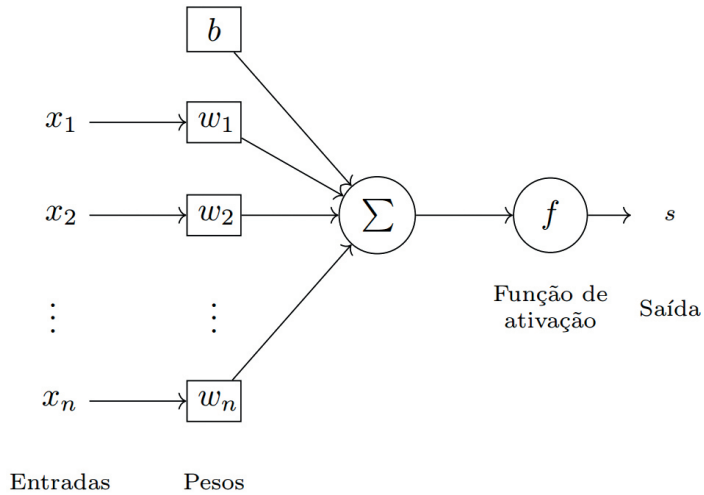 b
x₁ w₁
x₂ w₂ ∑ f s
⋮ ⋮
Função de
ativação
Saída
xₙ wₙ
Entradas Pesos